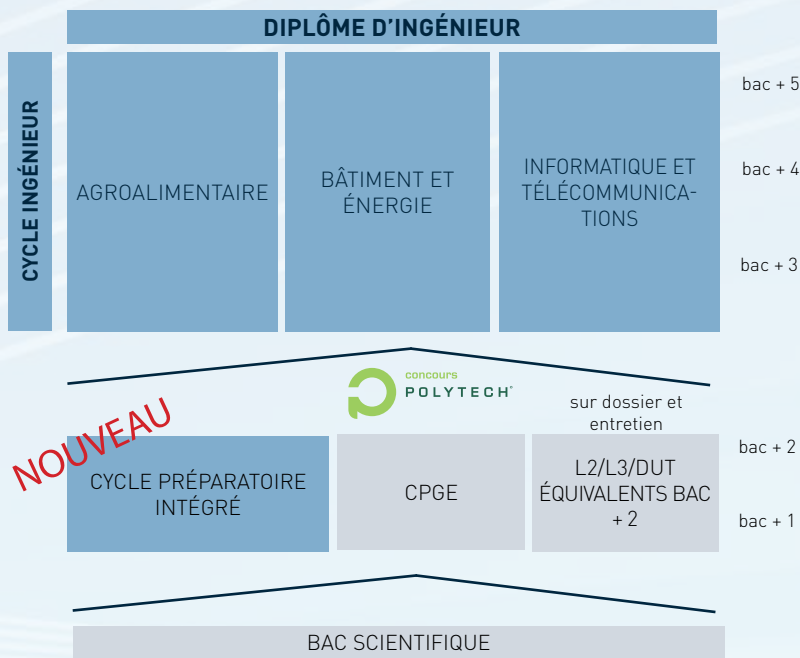 DIPLÔME D'INGÉNIEUR
CYCLE INGÉNIEUR
AGROALIMENTAIRE
BÂTIMENT ET
ÉNERGIE
INFORMATIQUE ET
TÉLÉCOMMUNICA-
TIONS
bac + 5
bac + 4
bac + 3
concours
POLYTECH
sur dossier et
entretien
NOUVEAU
CYCLE PRÉPARATOIRE
INTÉGRÉ
CPGE
L2/L3/DUT
ÉQUIVALENTS BAC
+ 2
bac + 2
bac + 1
BAC SCIENTIFIQUE